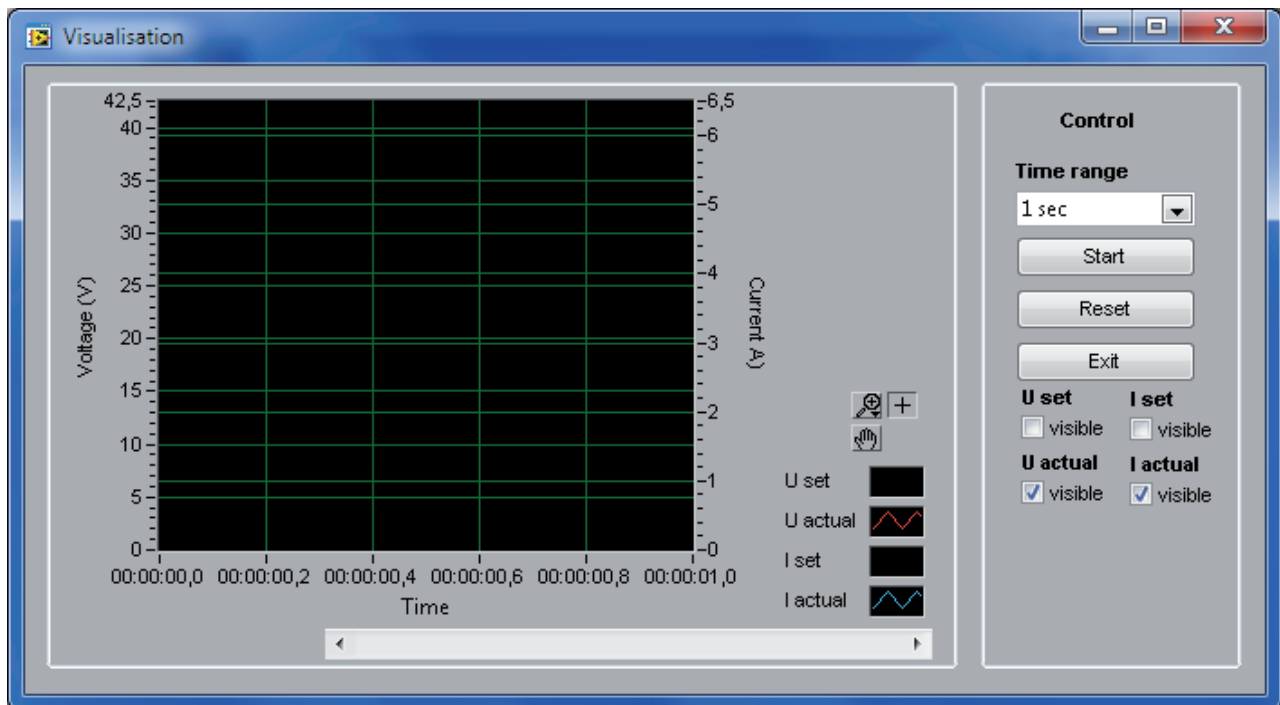 Visualisation
42,5
40
35
30
25
20
15
10
5
0
Voltage (V)
6,5
6
5
4
3
2
1
0
Current A)
00:00:00,0 00:00:00,2 00:00:00,4 00:00:00,6 00:00:00,8 00:00:01,0
Time
U set
U actual
I set
I actual
Control
Time range
1 sec
Start
Reset
Exit
U set I set
visible visible
U actual I actual
visible visible